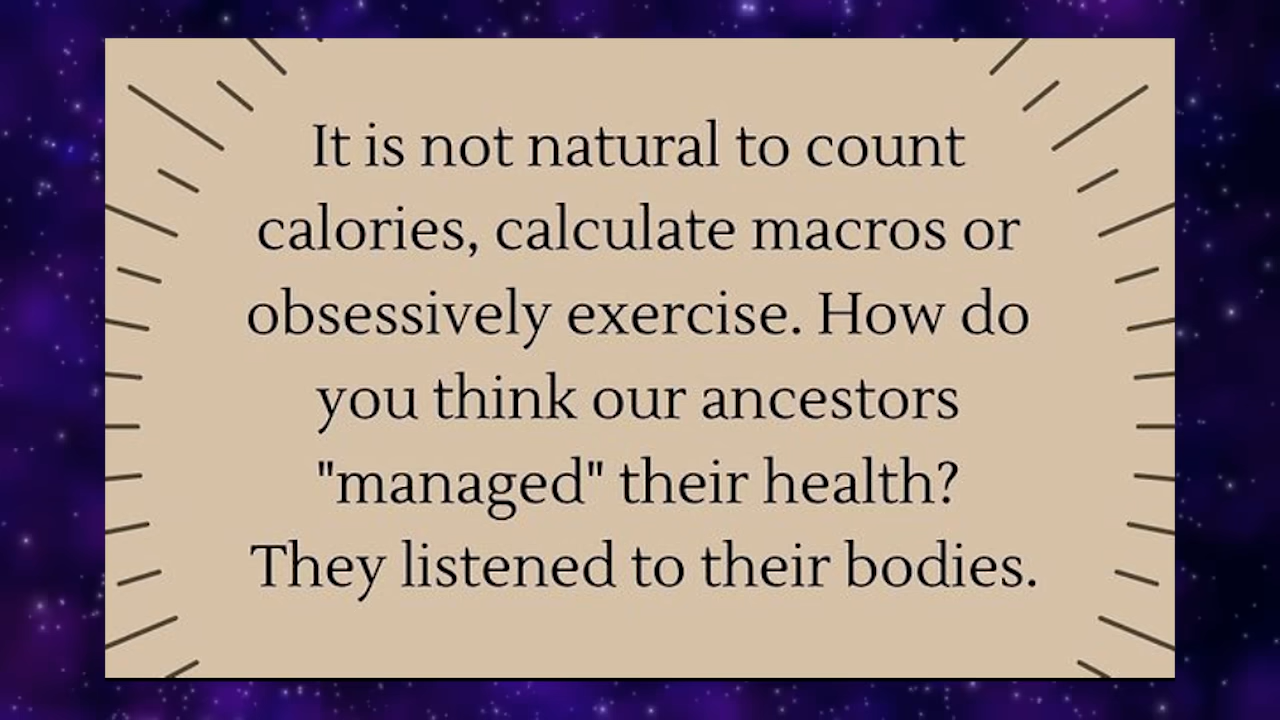 It is not natural to count
calories, calculate macros or
obsessively exercise. How do
you think our ancestors
"managed" their health?
They listened to their bodies.